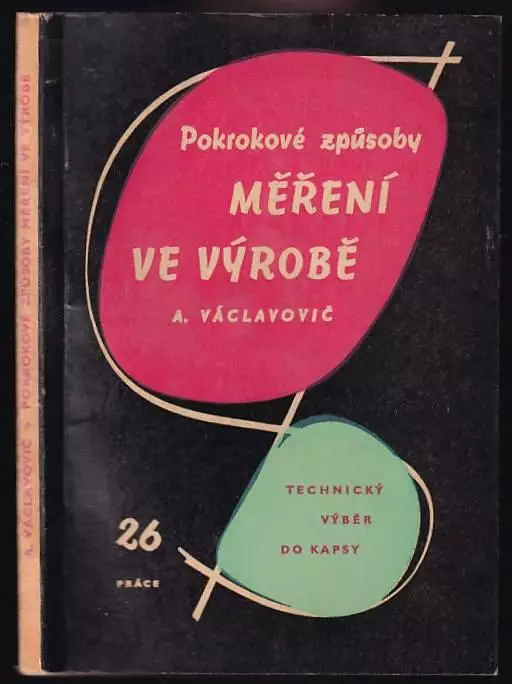 Pokrokové způsoby
MĚŘENÍ
VE VÝROBĚ
A. VÁCLAVOVIČ
TECHNICKÝ
VÝBĚR
DO KAPSY
26
PRÁCE
A. VÁCLAVOVIČ • POKROKOVÉ ZPŮSOBY MĚŘENÍ VE VÝROBĚ